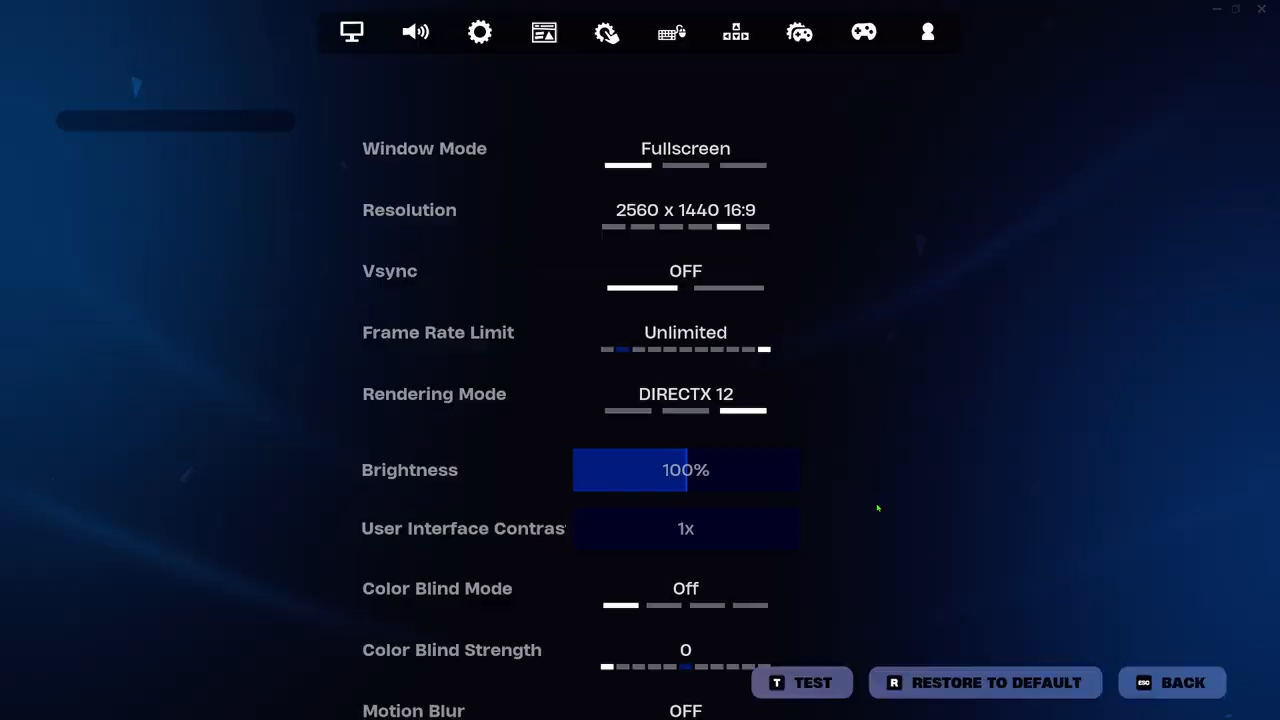 Window Mode
Fullscreen
Resolution
2560 x 1440 16:9
Vsync
OFF
Frame Rate Limit
Unlimited
Rendering Mode
DIRECTX 12
Brightness
100%
User Interface Contras
1x
Color Blind Mode
Off
Color Blind Strength
0
Motion Blur
OFF
T TEST
R RESTORE TO DEFAULT
ESC BACK